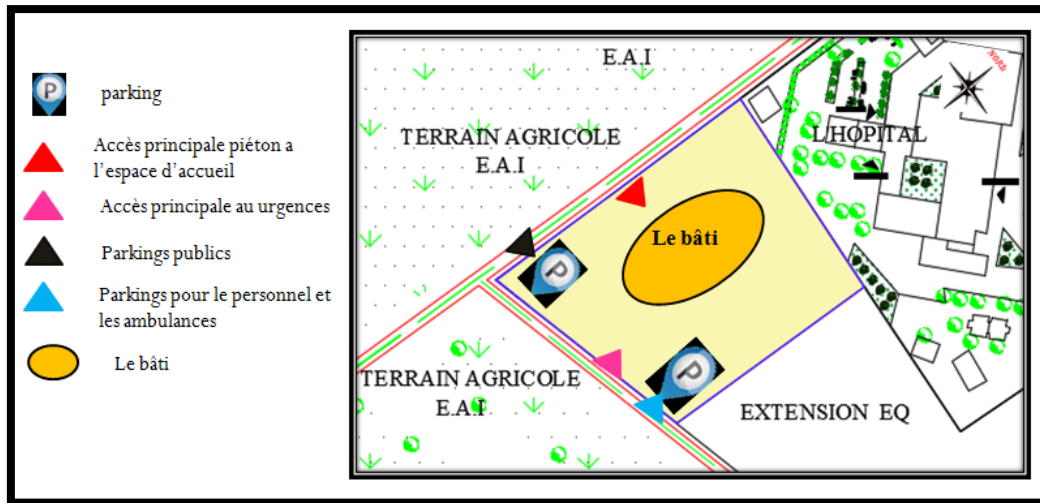 P
parking
Accès principale piéton a
l'espace d'accueil
Accès principale au urgences
Parkings publics
Parkings pour le personnel et
les ambulances
Le bâti
E.A.I
NORD
TERRAIN AGRICOLE
E.A.I
L'HOPITAL
Le bâti
P
P
TERRAIN AGRICOLE
E.A.I
EXTENSION EQ